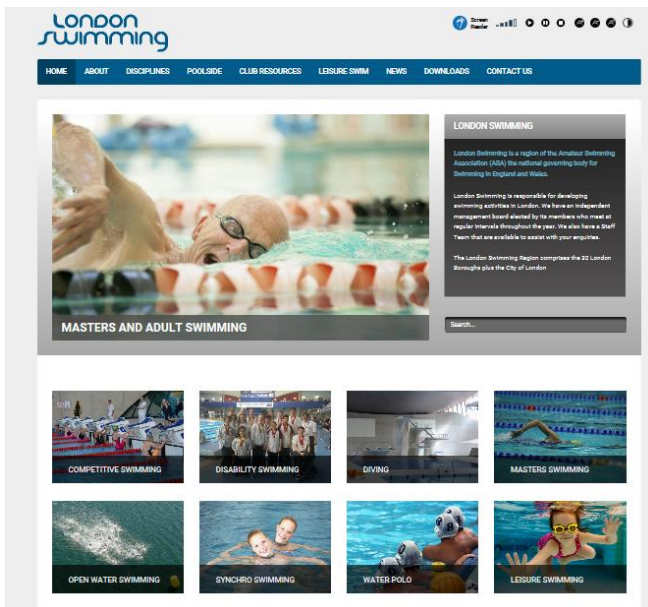 LONDON
SWIMMING
Screen
Reader
HOME ABOUT DISCIPLINES POOLSIDE CLUB RESOURCES LEISURE SWIM NEWS DOWNLOADS CONTACT US
LONDON SWIMMING
London Swimming is a region of the Amateur Swimming
Association (ASA) the national governing body for
Swimming in England and Wales.
London Swimming is responsible for developing
swimming activities in London. We have an independent
management board elected by its members who meet at
regular intervals throughout the year. We also have a Staff
Team that are available to assist with your enquiries.
The London Swimming Region comprises the 32 London
Boroughs plus the City of London
MASTERS AND ADULT SWIMMING
Search...
COMPETITIVE SWIMMING
DISABILITY SWIMMING
DIVING
MASTERS SWIMMING
OPEN WATER SWIMMING
SYNCHRO SWIMMING
WATER POLO
LEISURE SWIMMING